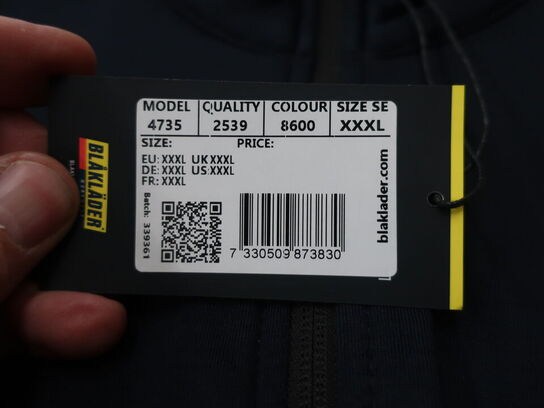 MODEL QUALITY COLOUR SIZE SE
4735 2539 8600 XXXL
SIZE: PRICE:
EU: XXXL UK XXXL
DE: XXXL US: XXXL
FR: XXXL
Batch: 339361
7 330509 873830
blaklader.com
BLÅKLÄDER